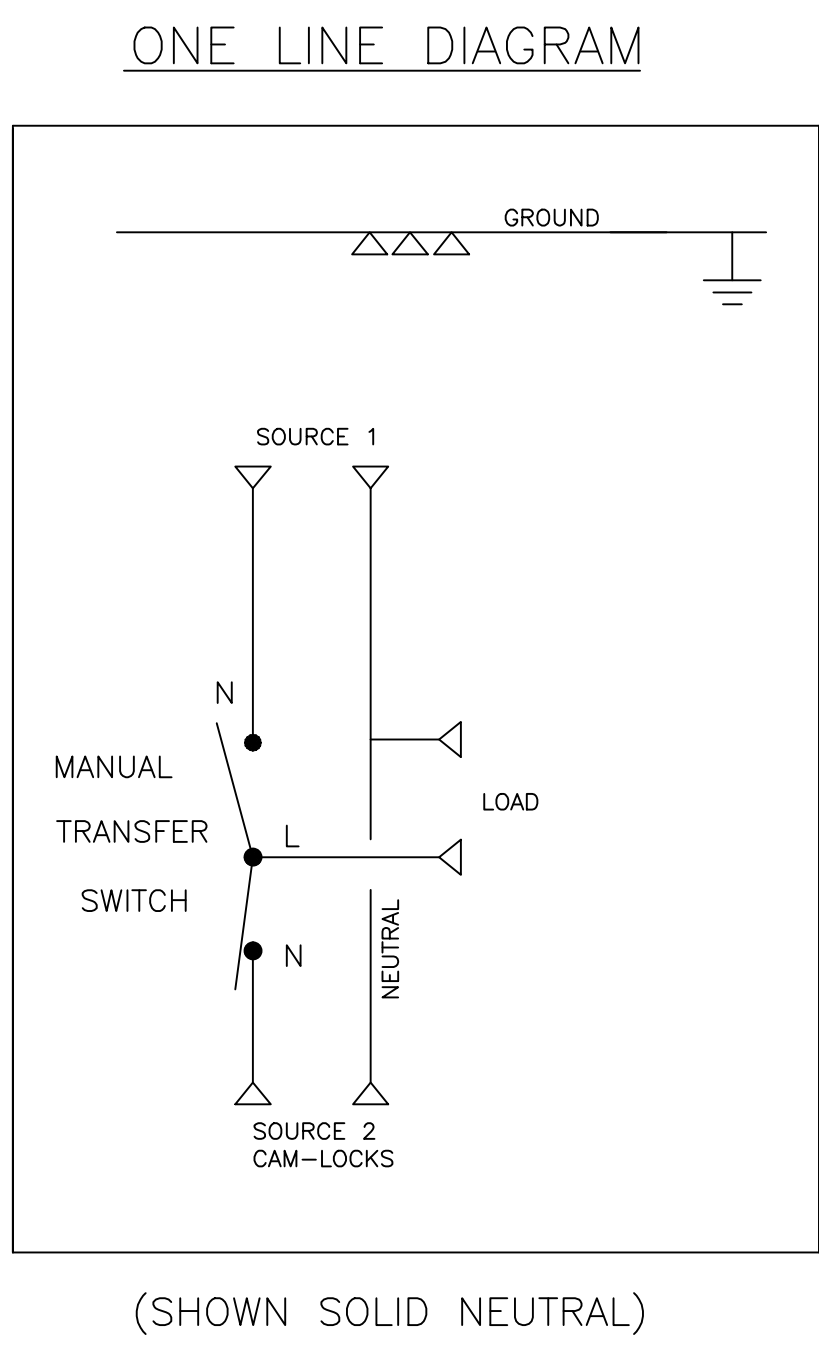 ONE LINE DIAGRAM
GROUND
SOURCE 1
N
MANUAL
LOAD
TRANSFER
L
SWITCH
NEUTRAL
N
SOURCE 2
CAM-LOCKS
(SHOWN SOLID NEUTRAL)